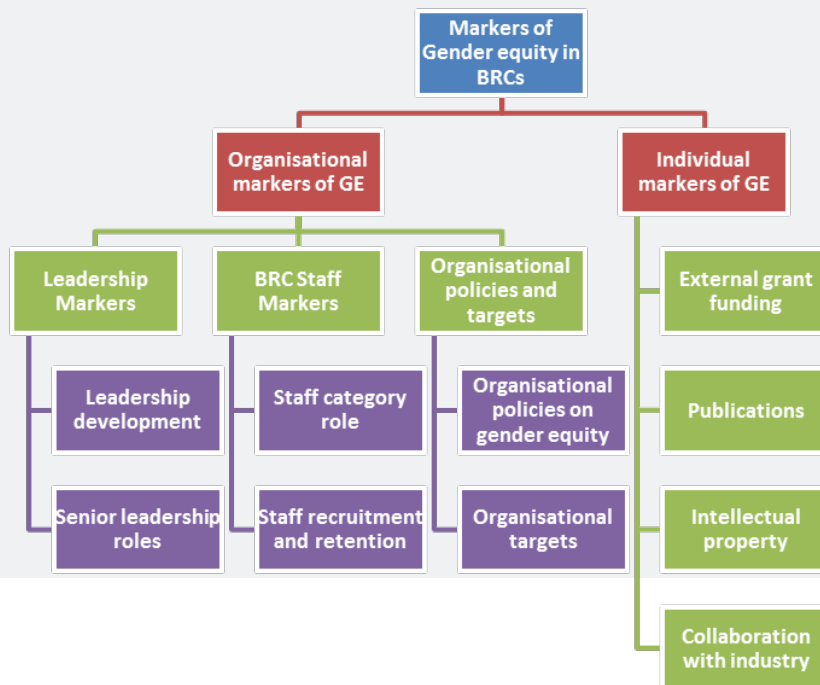 Markers of
Gender equity in
BRCs
Organisational
markers of GE
Individual
markers of GE
Leadership
Markers
BRC Staff
Markers
Organisational
policies and
targets
External grant
funding
Leadership
development
Staff category
role
Organisational
policies on
gender equity
Publications
Senior leadership
roles
Staff recruitment
and retention
Organisational
targets
Intellectual
property
Collaboration
with industry